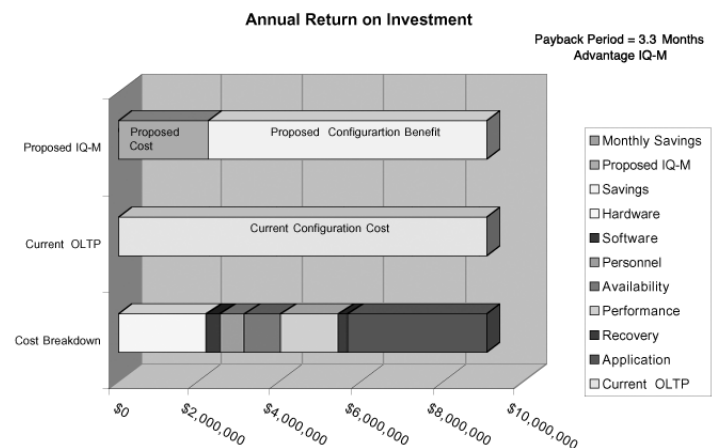 Annual Return on Investment
Payback Period = 3.3 Months
Advantage IQ-M
Proposed IQ-M
Proposed
Cost
Proposed Configurartion Benefit
Current OLTP
Current Configuration Cost
Cost Breakdown
$0
$2,000,000
$4,000,000
$6,000,000
$8,000,000
$10,000,000
Monthly Savings
Proposed IQ-M
Savings
Hardware
Software
Personnel
Availability
Performance
Recovery
Application
Current OLTP